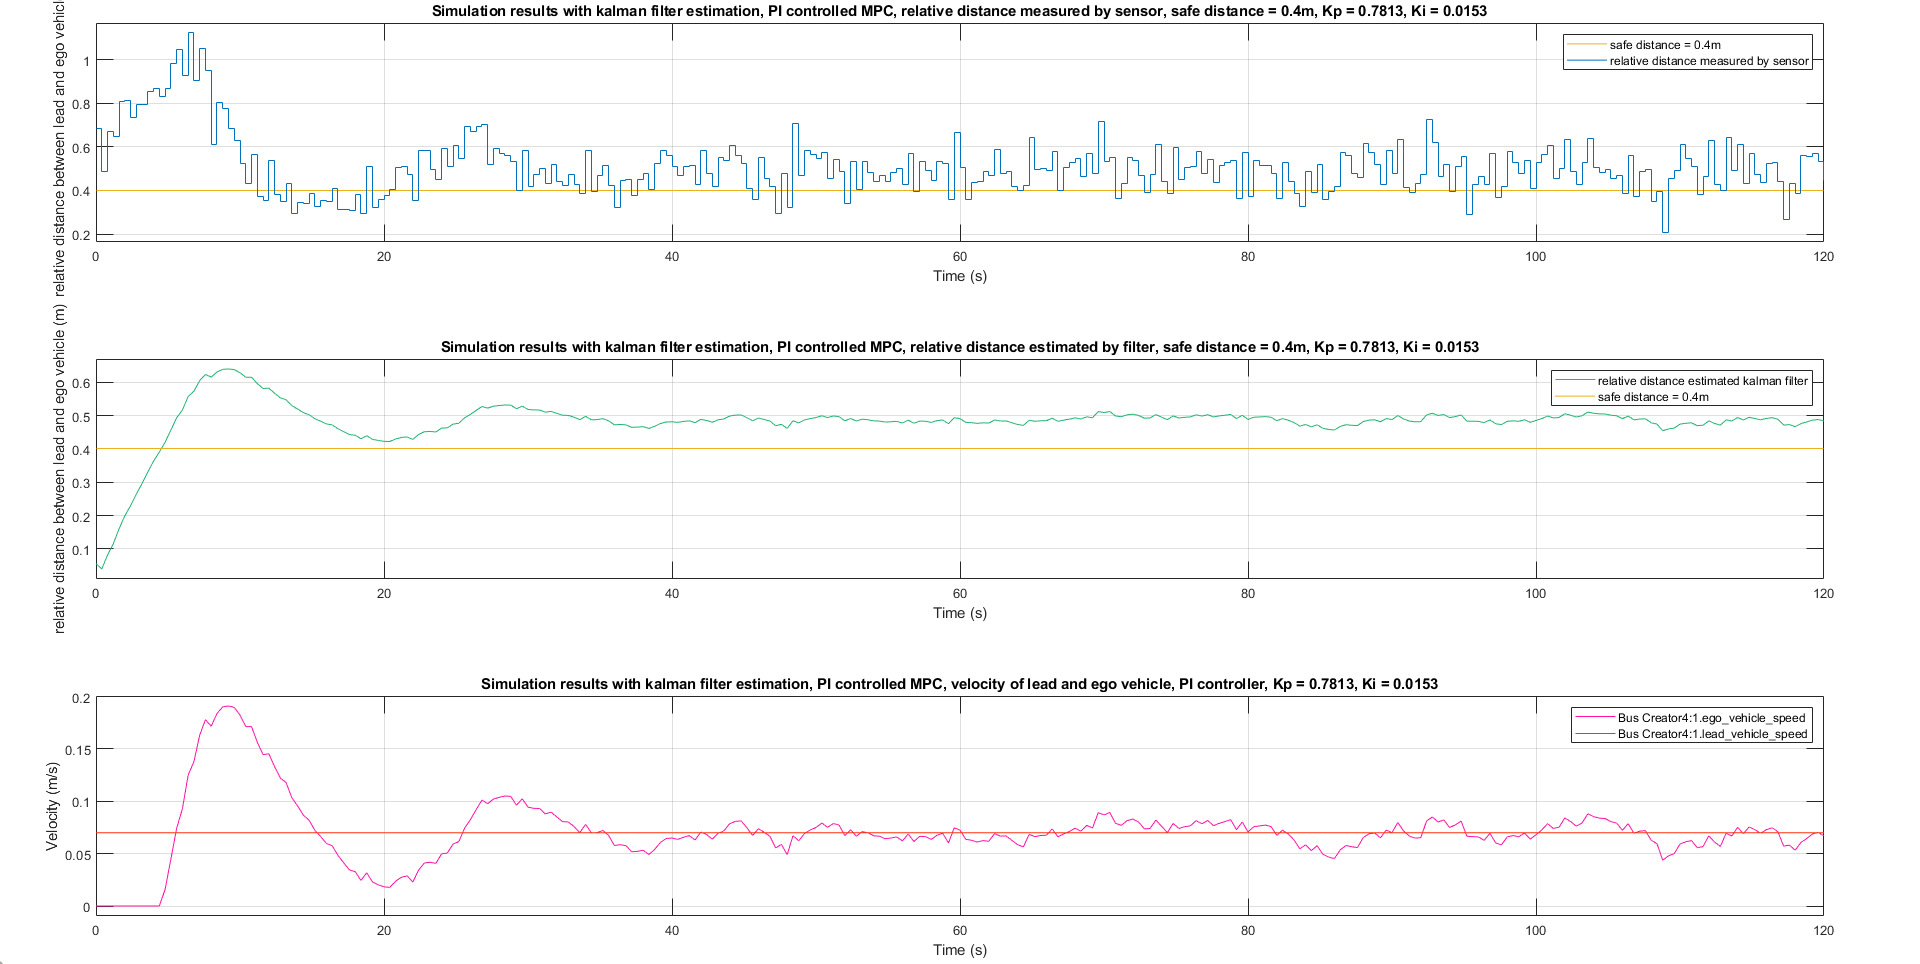 Simulation results with kalman filter estimation, PI controlled MPC, relative distance measured by sensor, safe distance = 0.4m, Kp = 0.7813, Ki = 0.0153
relative distance between lead and ego vehicle
1
0.8
0.6
0.4
0.2
safe distance = 0.4m
relative distance measured by sensor
0 20 40 60 80 100 120
Time (s)
Simulation results with kalman filter estimation, PI controlled MPC, relative distance estimated by filter, safe distance = 0.4m, Kp = 0.7813, Ki = 0.0153
relative distance between lead and ego vehicle (m)
0.6
0.5
0.4
0.3
0.2
0.1
relative distance estimated kalman filter
safe distance = 0.4m
0 20 40 60 80 100 120
Time (s)
Simulation results with kalman filter estimation, PI controlled MPC, velocity of lead and ego vehicle, PI controller, Kp = 0.7813, Ki = 0.0153
Velocity (m/s)
0.2
0.15
0.1
0.05
0
Bus Creator4:1.ego_vehicle_speed
Bus Creator4:1.lead_vehicle_speed
0 20 40 60 80 100 120
Time (s)